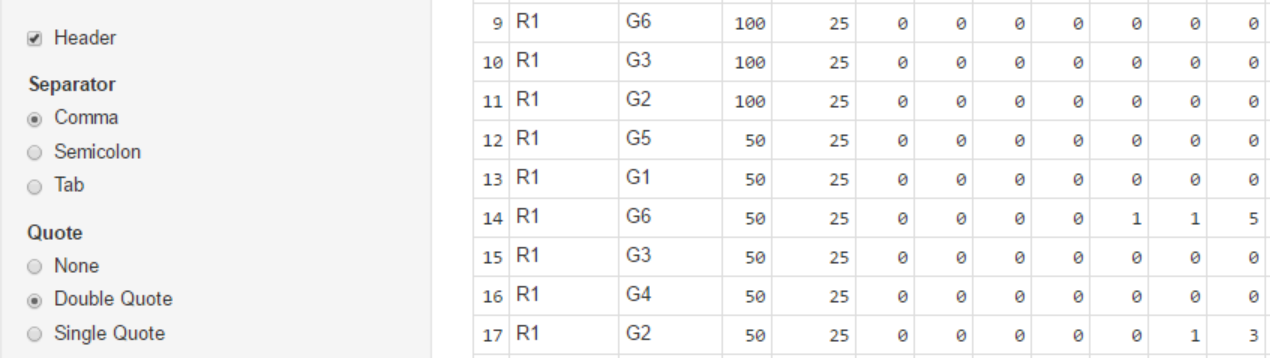 Header
Separator
Comma
Semicolon
Tab
Quote
None
Double Quote
Single Quote
9 R1 G6 100 25 0 0 0 0 0 0 0
10 R1 G3 100 25 0 0 0 0 0 0 0
11 R1 G2 100 25 0 0 0 0 0 0 0
12 R1 G5 50 25 0 0 0 0 0 0 0
13 R1 G1 50 25 0 0 0 0 0 0 0
14 R1 G6 50 25 0 0 0 0 1 1 5
15 R1 G3 50 25 0 0 0 0 0 0 0
16 R1 G4 50 25 0 0 0 0 0 0 0
17 R1 G2 50 25 0 0 0 0 0 1 3